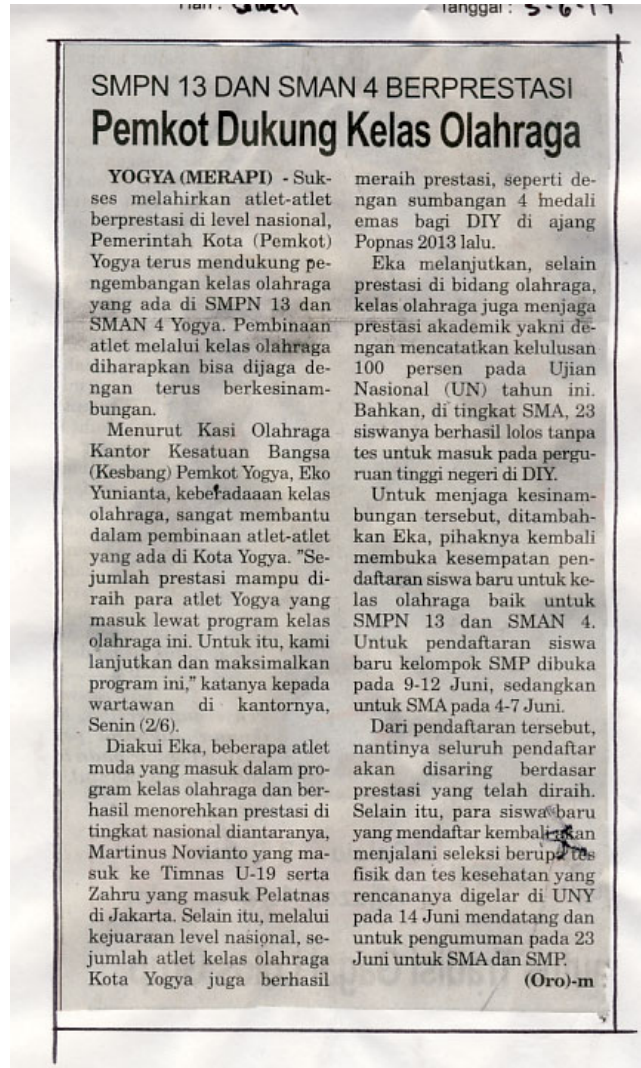 Tanggal : 3-6-14
SMPN 13 DAN SMAN 4 BERPRESTASI
Pemkot Dukung Kelas Olahraga
YOGYA (MERAPI) - Suk-
ses melahirkan atlet-atlet
berprestasi di level nasional,
Pemerintah Kota (Pemkot)
Yogya terus mendukung pe-
ngembangan kelas olahraga
yang ada di SMPN 13 dan
SMAN 4 Yogya. Pembinaan
atlet melalui kelas olahraga
diharapkan bisa dijaga de-
ngan terus berkesinam-
bungan.
Menurut Kasi Olahraga
Kantor Kesatuan Bangsa
(Kesbang) Pemkot Yogya, Eko
Yunianta, keberadaaan kelas
olahraga, sangat membantu
dalam pembinaan atlet-atlet
yang ada di Kota Yogya. "Se-
jumlah prestasi mampu di-
raih para atlet Yogya yang
masuk lewat program kelas
olahraga ini. Untuk itu, kami
lanjutkan dan maksimalkan
program ini," katanya kepada
wartawan di kantornya,
Senin (2/6).
Diakui Eka, beberapa atlet
muda yang masuk dalam pro-
gram kelas olahraga dan ber-
hasil menorehkan prestasi di
tingkat nasional diantaranya,
Martinus Novianto yang ma-
suk ke Timnas U-19 serta
Zahru yang masuk Pelatnas
di Jakarta. Selain itu, melalui
kejuaraan level nasional, se-
jumlah atlet kelas olahraga
Kota Yogya juga berhasil
meraih prestasi, seperti de-
ngan sumbangan 4 medali
emas bagi DIY di ajang
Popnas 2013 lalu.
Eka melanjutkan, selain
prestasi di bidang olahraga,
kelas olahraga juga menjaga
prestasi akademik yakni de-
ngan mencatatkan kelulusan
100 persen pada Ujian
Nasional (UN) tahun ini.
Bahkan, di tingkat SMA, 23
siswanya berhasil lolos tanpa
tes untuk masuk pada pergu-
ruan tinggi negeri di DIY.
Untuk menjaga kesinam-
bungan tersebut, ditambah-
kan Eka, pihaknya kembali
membuka kesempatan pen-
daftaran siswa baru untuk ke-
las olahraga baik untuk
SMPN 13 dan SMAN 4.
Untuk pendaftaran siswa
baru kelompok SMP dibuka
pada 9-12 Juni, sedangkan
untuk SMA pada 4-7 Juni.
Dari pendaftaran tersebut,
nantinya seluruh pendaftar
akan disaring berdasar
prestasi yang telah diraih.
Selain itu, para siswa baru
yang mendaftar kembali akan
menjalani seleksi berupa tes
fisik dan tes kesehatan yang
rencananya digelar di UNY
pada 14 Juni mendatang dan
untuk pengumuman pada 23
Juni untuk SMA dan SMP.
(Oro)-m